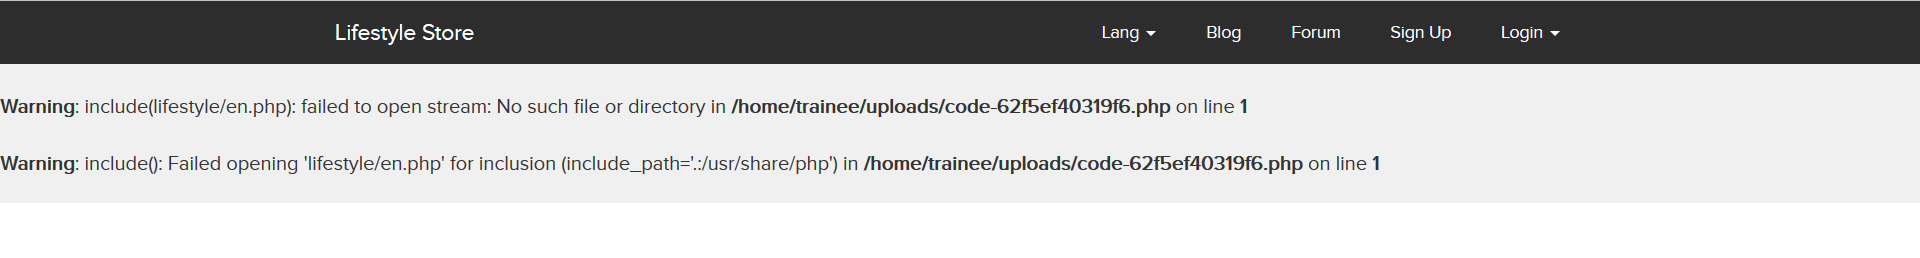 Lifestyle Store Lang Blog Forum Sign Up Login
Warning: include(lifestyle/en.php): failed to open stream: No such file or directory in /home/trainee/uploads/code-62f5ef40319f6.php on line 1
Warning: include(): Failed opening 'lifestyle/en.php' for inclusion (include_path='.:/usr/share/php') in /home/trainee/uploads/code-62f5ef40319f6.php on line 1